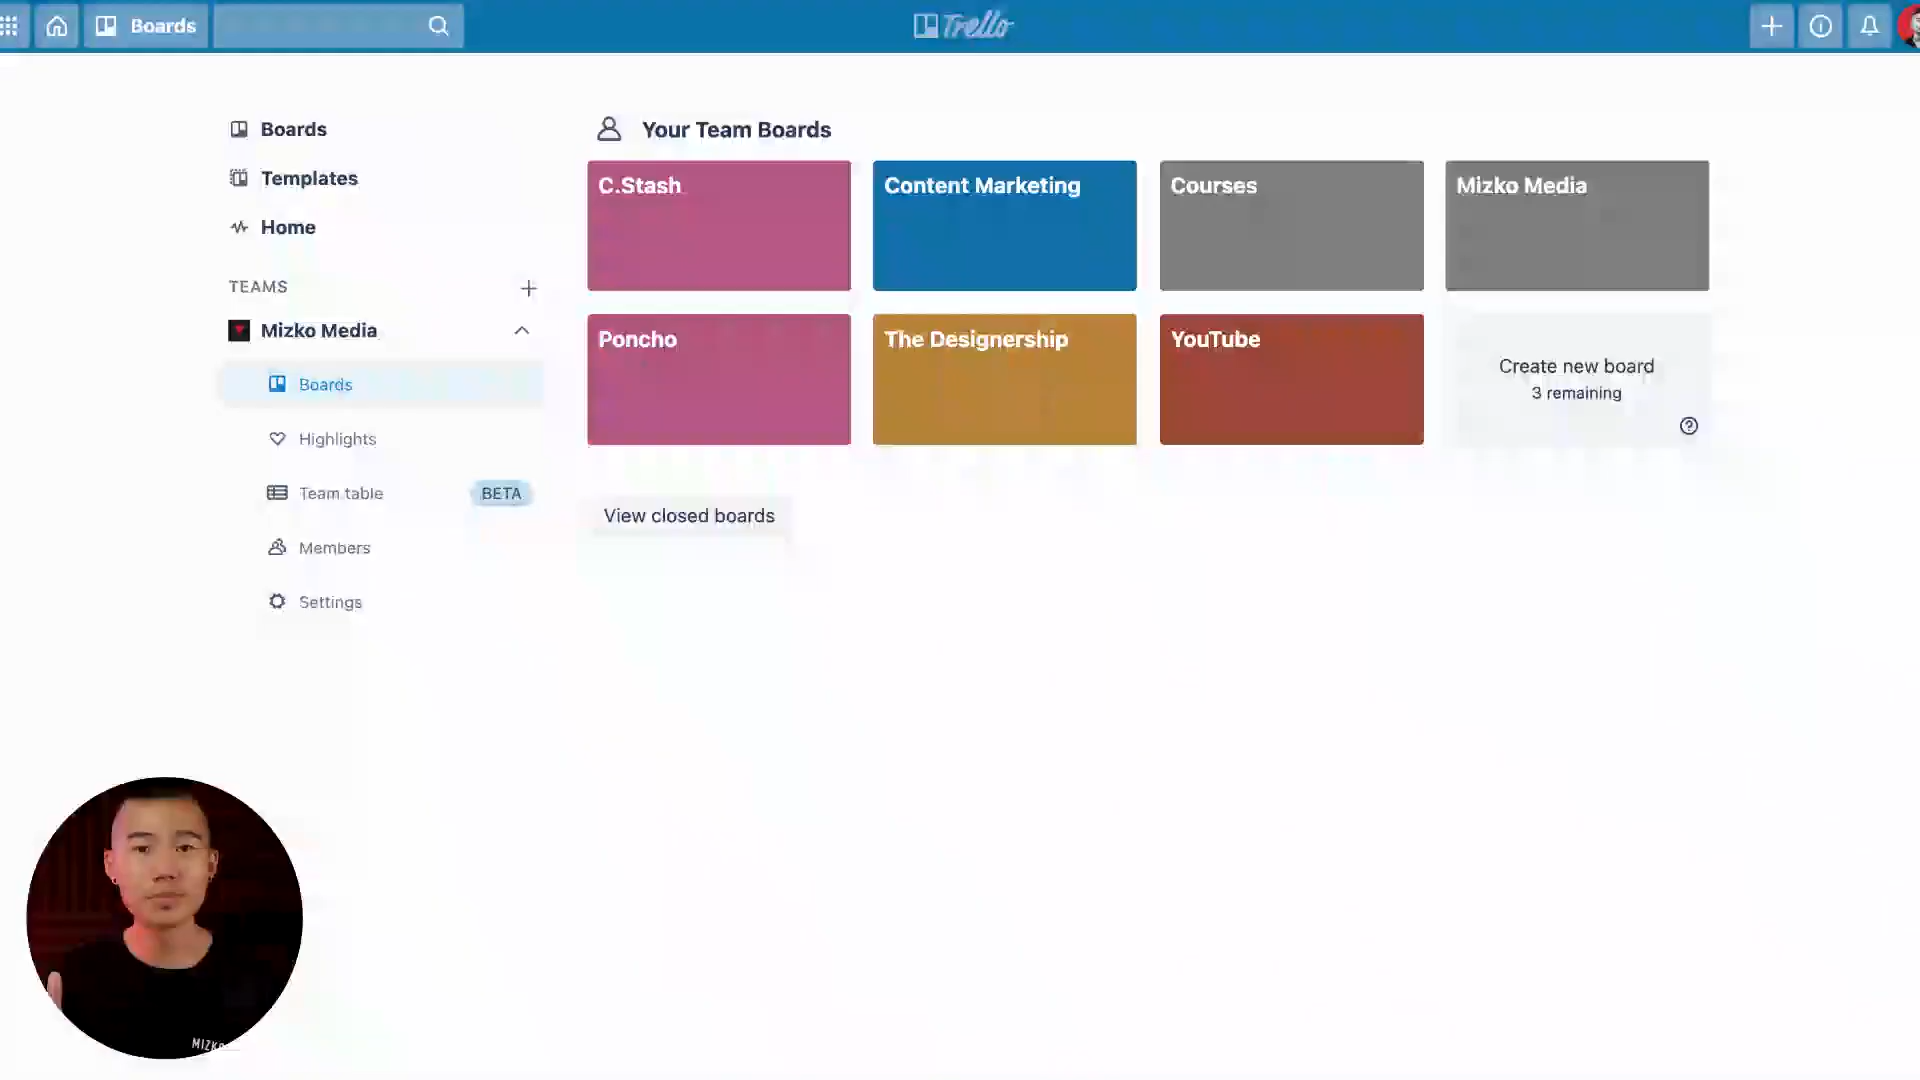 Boards
Trello
Boards
Templates
Home
TEAMS
Mizko Media
Boards
Highlights
Team table
BETA
Members
Settings
Your Team Boards
C.Stash
Content Marketing
Courses
Mizko Media
Poncho
The Designership
YouTube
Create new board
3 remaining
View closed boards
MIZKO